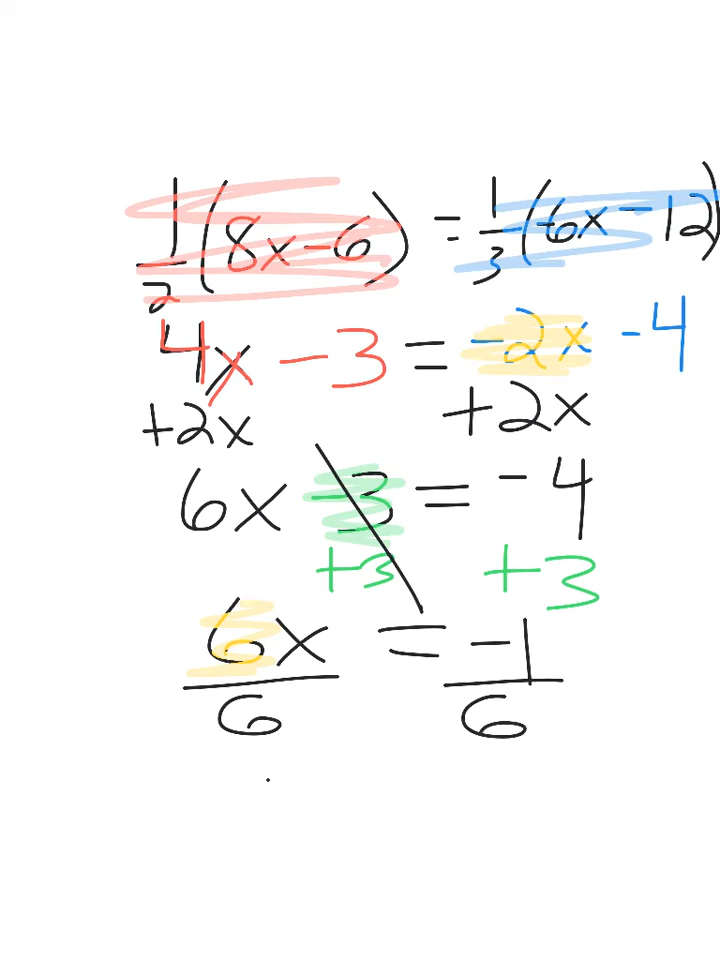 1/2(8x-6) = 1/3(-6x-12)
4x -3 = -2x -4
+2x +2x
6x -3 = -4
+3 +3
6x/6 = -1/6